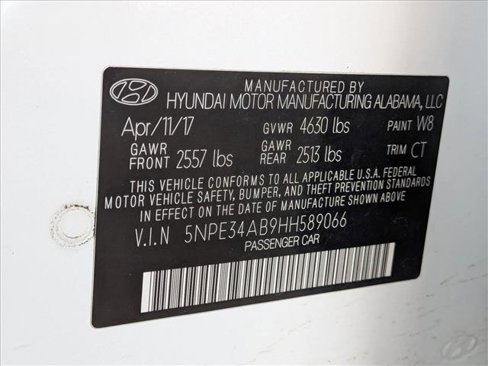 MANUFACTURED BY
HYUNDAI MOTOR MANUFACTURING ALABAMA, LLC
Apr/11/17 GVWR 4630 lbs PAINT W8
GAWR FRONT 2557 lbs GAWR REAR 2513 lbs TRIM CT
THIS VEHICLE CONFORMS TO ALL APPLICABLE U.S.A. FEDERAL
MOTOR VEHICLE SAFETY, BUMPER, AND THEFT PREVENTION STANDARDS
IN EFFECT ON THE DATE OF MANUFACTURE SHOWN ABOVE.
V.I.N 5NPE34AB9HH589066
PASSENGER CAR